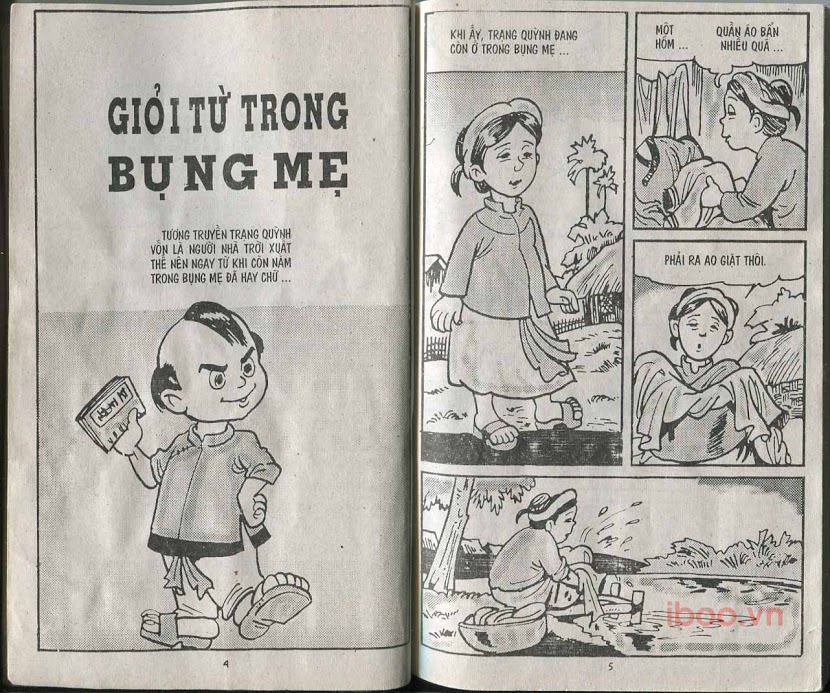 GIỎI TỪ TRONG
BỤNG MẸ
TƯƠNG TRUYỀN TRẠNG QUỲNH
VỐN LÀ NGƯỜI NHÀ TRỜI XUẤT
THẾ NÊN NGAY TỪ KHI CÒN NẰM
TRONG BỤNG MẸ ĐÃ HAY CHỮ ...
4
KHI ẤY, TRẠNG QUỲNH ĐANG
CÒN Ở TRONG BỤNG MẸ ...
MỘT
HÔM ...
QUẦN ÁO BẨN
NHIỀU QUÁ ...
PHẢI RA AO GIẶT THÔI.
iboo.vn
5